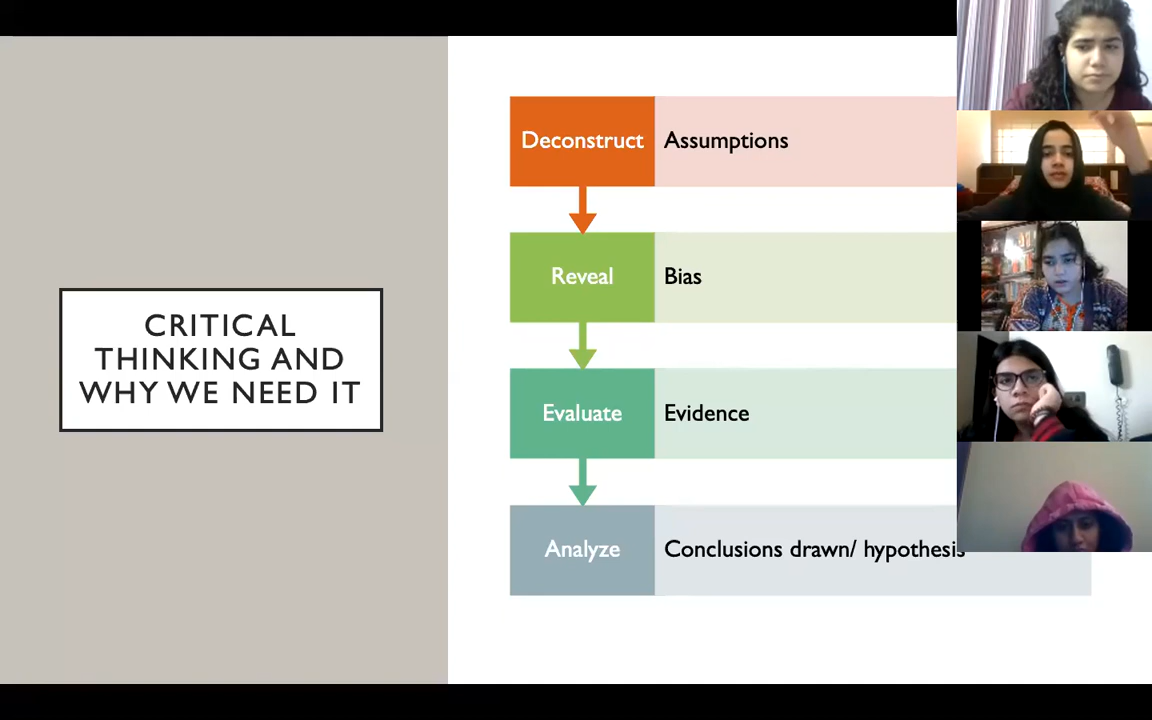 CRITICAL
THINKING AND
WHY WE NEED IT
Deconstruct
Assumptions
Reveal
Bias
Evaluate
Evidence
Analyze
Conclusions drawn/ hypothesis